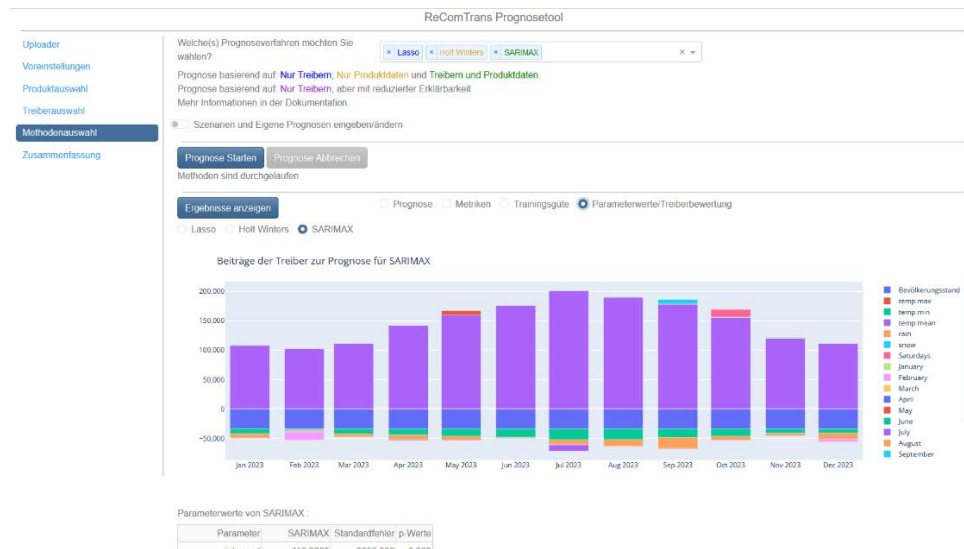 ReComTrans Prognosetool
Uploader
Voreinstellungen
Produktauswahl
Treiberauswahl
Methodenauswahl
Zusammenfassung
Welche(s) Prognoseverfahren möchten Sie
wählen?
× Lasso × Holt Winters × SARIMAX
Prognose basierend auf: Nur Treibern, Nur Produktdaten und Treibern und Produktdaten
Prognose basierend auf: Nur Treibern, aber mit reduzierter Erklärbarkeit.
Mehr Informationen in der Dokumentation.
Szenarien und Eigene Prognosen eingeben/ändern
Prognose Starten Prognose Abbrechen
Methoden sind durchgelaufen
Ergebnisse anzeigen
Prognose Metriken Trainingsgüte Parameterwerte/Treiberbewertung
Lasso Holt Winters SARIMAX
Beiträge der Treiber zur Prognose für SARIMAX
200,000
150,000
100,000
50,000
0
−50,000
Jan 2023 Feb 2023 Mar 2023 Apr 2023 May 2023 Jun 2023 Jul 2023 Aug 2023 Sep 2023 Oct 2023 Nov 2023 Dec 2023
Bevölkerungsstand
temp max
temp min
temp mean
rain
snow
Saturdays
January
February
March
April
May
June
July
August
September
Parameterwerte von SARIMAX :
Parameter SARIMAX Standardfehler p-Werte